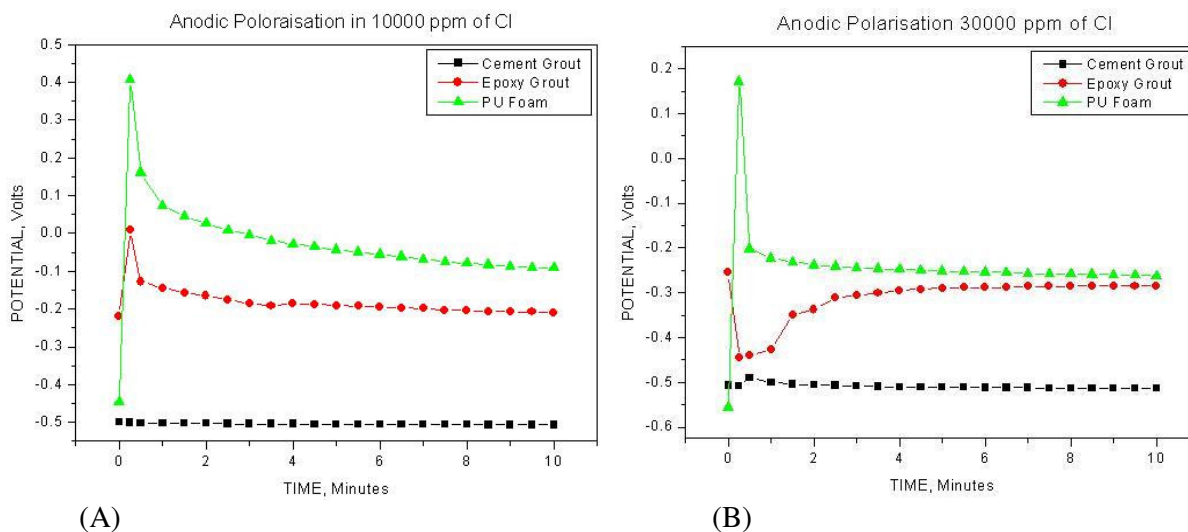 Anodic Poloraisation in 10000 ppm of Cl
Cement Grout
Epoxy Grout
PU Foam
POTENTIAL, Volts
0.5
0.4
0.3
0.2
0.1
0.0
-0.1
-0.2
-0.3
-0.4
-0.5
0 2 4 6 8 10
TIME, Minutes
(A)
Anodic Polarisation 30000 ppm of Cl
Cement Grout
Epoxy Grout
PU Foam
POTENTIAL, Volts
0.2
0.1
0.0
-0.2
-0.3
-0.5
-0.6
0 2 4 6 8 10
TIME, Minutes
(B)